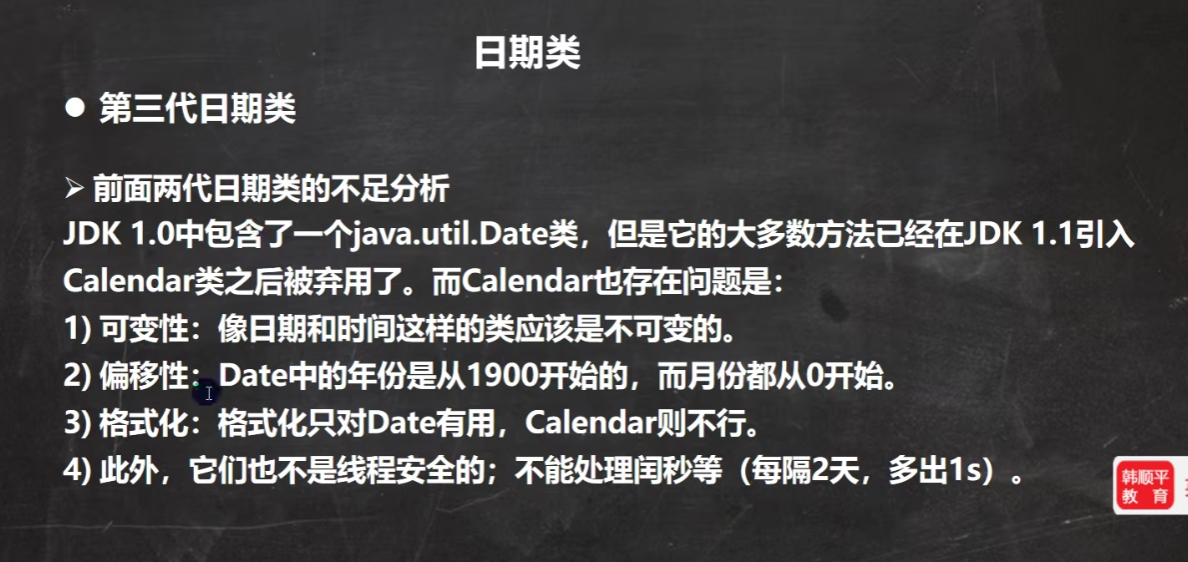 日期类
● 第三代日期类
➢ 前面两代日期类的不足分析
JDK 1.0中包含了一个java.util.Date类，但是它的大多数方法已经在JDK 1.1引入
Calendar类之后被弃用了。而Calendar也存在问题是：
1) 可变性：像日期和时间这样的类应该是不可变的。
2) 偏移性：Date中的年份是从1900开始的，而月份都从0开始。
3) 格式化：格式化只对Date有用，Calendar则不行。
4) 此外，它们也不是线程安全的；不能处理闰秒等（每隔2天，多出1s）。
韩顺平
教 育